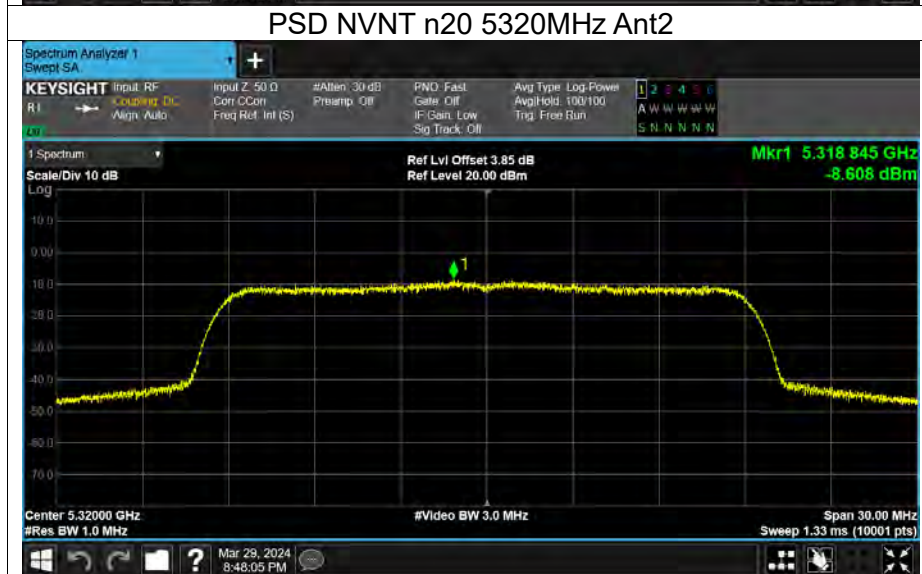 PSD NVNT n20 5320MHz Ant2
Spectrum Analyzer 1
Swept SA
+
KEYSIGHT Input: RF
Coupling: DC
Align: Auto
Input Z: 50 Ω
Corr CCorr
Freq Ref: Int (S)
#Atten: 30 dB
Preamp: Off
PNO: Fast
Gate: Off
IF Gain: Low
Sig Track: Off
Avg Type: Log-Power
Avg|Hold: 100/100
Trig: Free Run
1 2 3 4 5 6
A W W W W W
S N N N N N
1 Spectrum
Scale/Div 10 dB
Log
Ref Lvl Offset 3.85 dB
Ref Level 20.00 dBm
Mkr1 5.318 845 GHz
-8.608 dBm
10.0
0.00
-10.0
-20.0
-30.0
-40.0
-50.0
-60.0
-70.0
1
Center 5.32000 GHz
#Res BW 1.0 MHz
#Video BW 3.0 MHz
Span 30.00 MHz
Sweep 1.33 ms (10001 pts)
?
Mar 29, 2024
8:48:05 PM